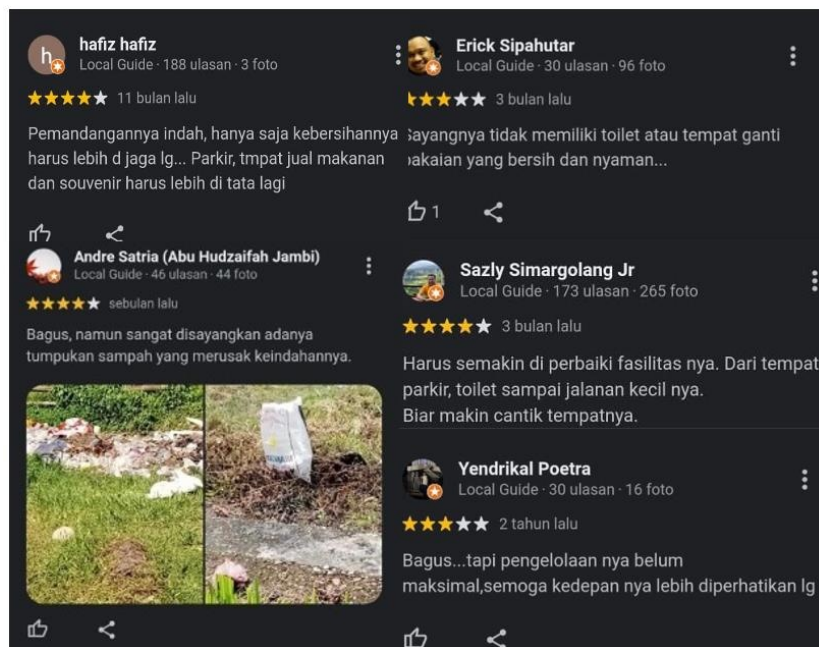 h
hafiz hafiz
Local Guide · 188 ulasan · 3 foto
11 bulan lalu
Pemandangannya indah, hanya saja kebersihannya
harus lebih d jaga lg... Parkir, tmpat jual makanan
dan souvenir harus lebih di tata lagi
Andre Satria (Abu Hudzaifah Jambi)
Local Guide · 46 ulasan · 44 foto
sebulan lalu
Bagus, namun sangat disayangkan adanya
tumpukan sampah yang merusak keindahannya.
Erick Sipahutar
Local Guide · 30 ulasan · 96 foto
3 bulan lalu
Sayangnya tidak memiliki toilet atau tempat ganti
pakaian yang bersih dan nyaman...
1
Sazly Simargolang Jr
Local Guide · 173 ulasan · 265 foto
3 bulan lalu
Harus semakin di perbaiki fasilitas nya. Dari tempat
parkir, toilet sampai jalanan kecil nya.
Biar makin cantik tempatnya.
Yendrikal Poetra
Local Guide · 30 ulasan · 16 foto
2 tahun lalu
Bagus...tapi pengelolaan nya belum
maksimal,semoga kedepan nya lebih diperhatikan lg